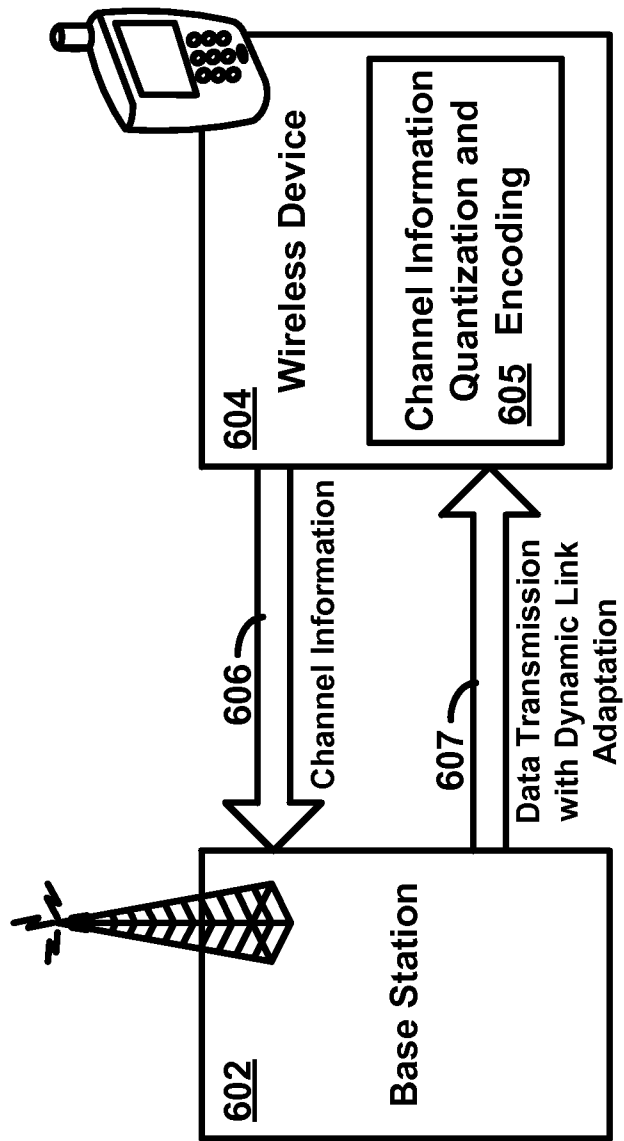 602
Base Station
606
Channel Information
607
Data Transmission
with Dynamic Link
Adaptation
604
Wireless Device
Channel Information
Quantization and
605 Encoding